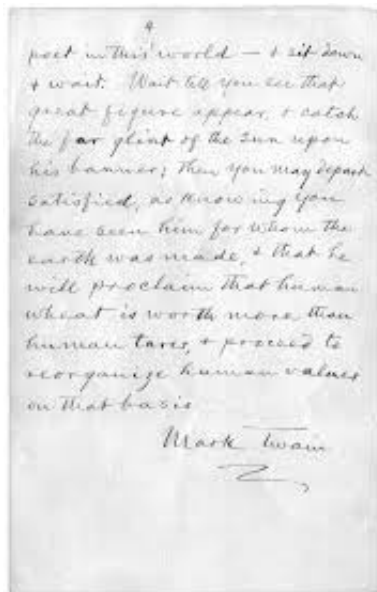 4
poet in this world — & sit down
& wait. Wait till you see that
great figure appear, & catch
the far glint of the sun upon
his banner; then you may depart
satisfied, as knowing you
have seen him for whom the
earth was made, & that he
will proclaim that human
wheat is worth more than
human tares, & proceed to
reorganize human values
on that basis
Mark Twain